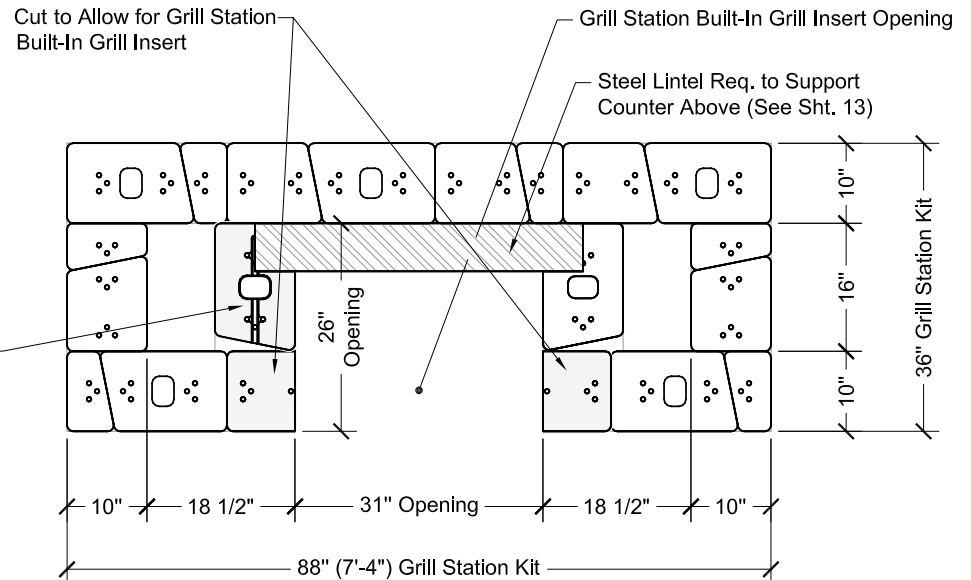 Cut to Allow for Grill Station
Built-In Grill Insert
Grill Station Built-In Grill Insert Opening
Steel Lintel Req. to Support
Counter Above (See Sht. 13)
10"
16"
10"
36" Grill Station Kit
26"
Opening
10"
18 1/2"
31" Opening
18 1/2"
10"
88" (7'-4") Grill Station Kit